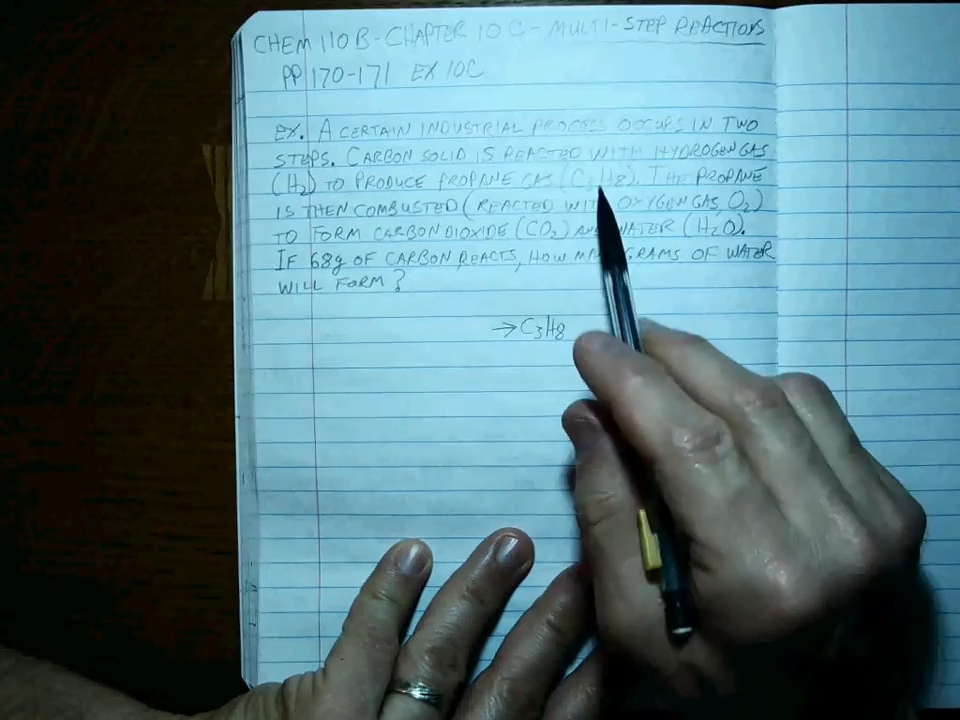 CHEM 110B - CHAPTER 10C - MULTI-STEP REACTIONS
PP 170-171 EX 10C
EX. A CERTAIN INDUSTRIAL PROCESS OCCURS IN TWO
STEPS. CARBON SOLID IS REACTED WITH HYDROGEN GAS
(H₂) TO PRODUCE PROPANE GAS (C₃H₈). THE PROPANE
IS THEN COMBUSTED (REACTED WITH OXYGEN GAS, O₂)
TO FORM CARBON DIOXIDE (CO₂) AND WATER (H₂O).
IF 68g OF CARBON REACTS, HOW GRAMS OF WATER
WILL FORM?
→ C₃H₈